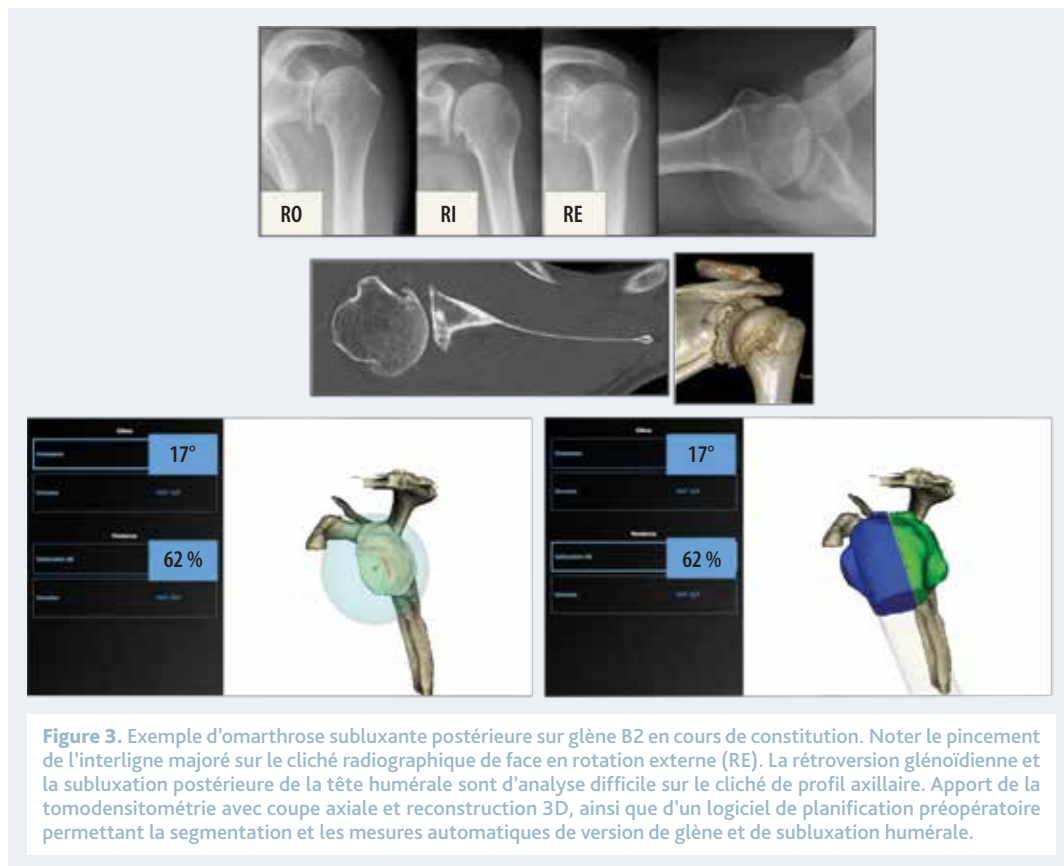 RO
RI
RE
17°
62 %
17°
62 %
Figure 3. Exemple d'omarthrose subluxante postérieure sur glène B2 en cours de constitution. Noter le pincement
de l'interligne majoré sur le cliché radiographique de face en rotation externe (RE). La rétroversion glénoïdienne et
la subluxation postérieure de la tête humérale sont d'analyse difficile sur le cliché de profil axillaire. Apport de la
tomodensitométrie avec coupe axiale et reconstruction 3D, ainsi que d'un logiciel de planification préopératoire
permettant la segmentation et les mesures automatiques de version de glène et de subluxation humérale.